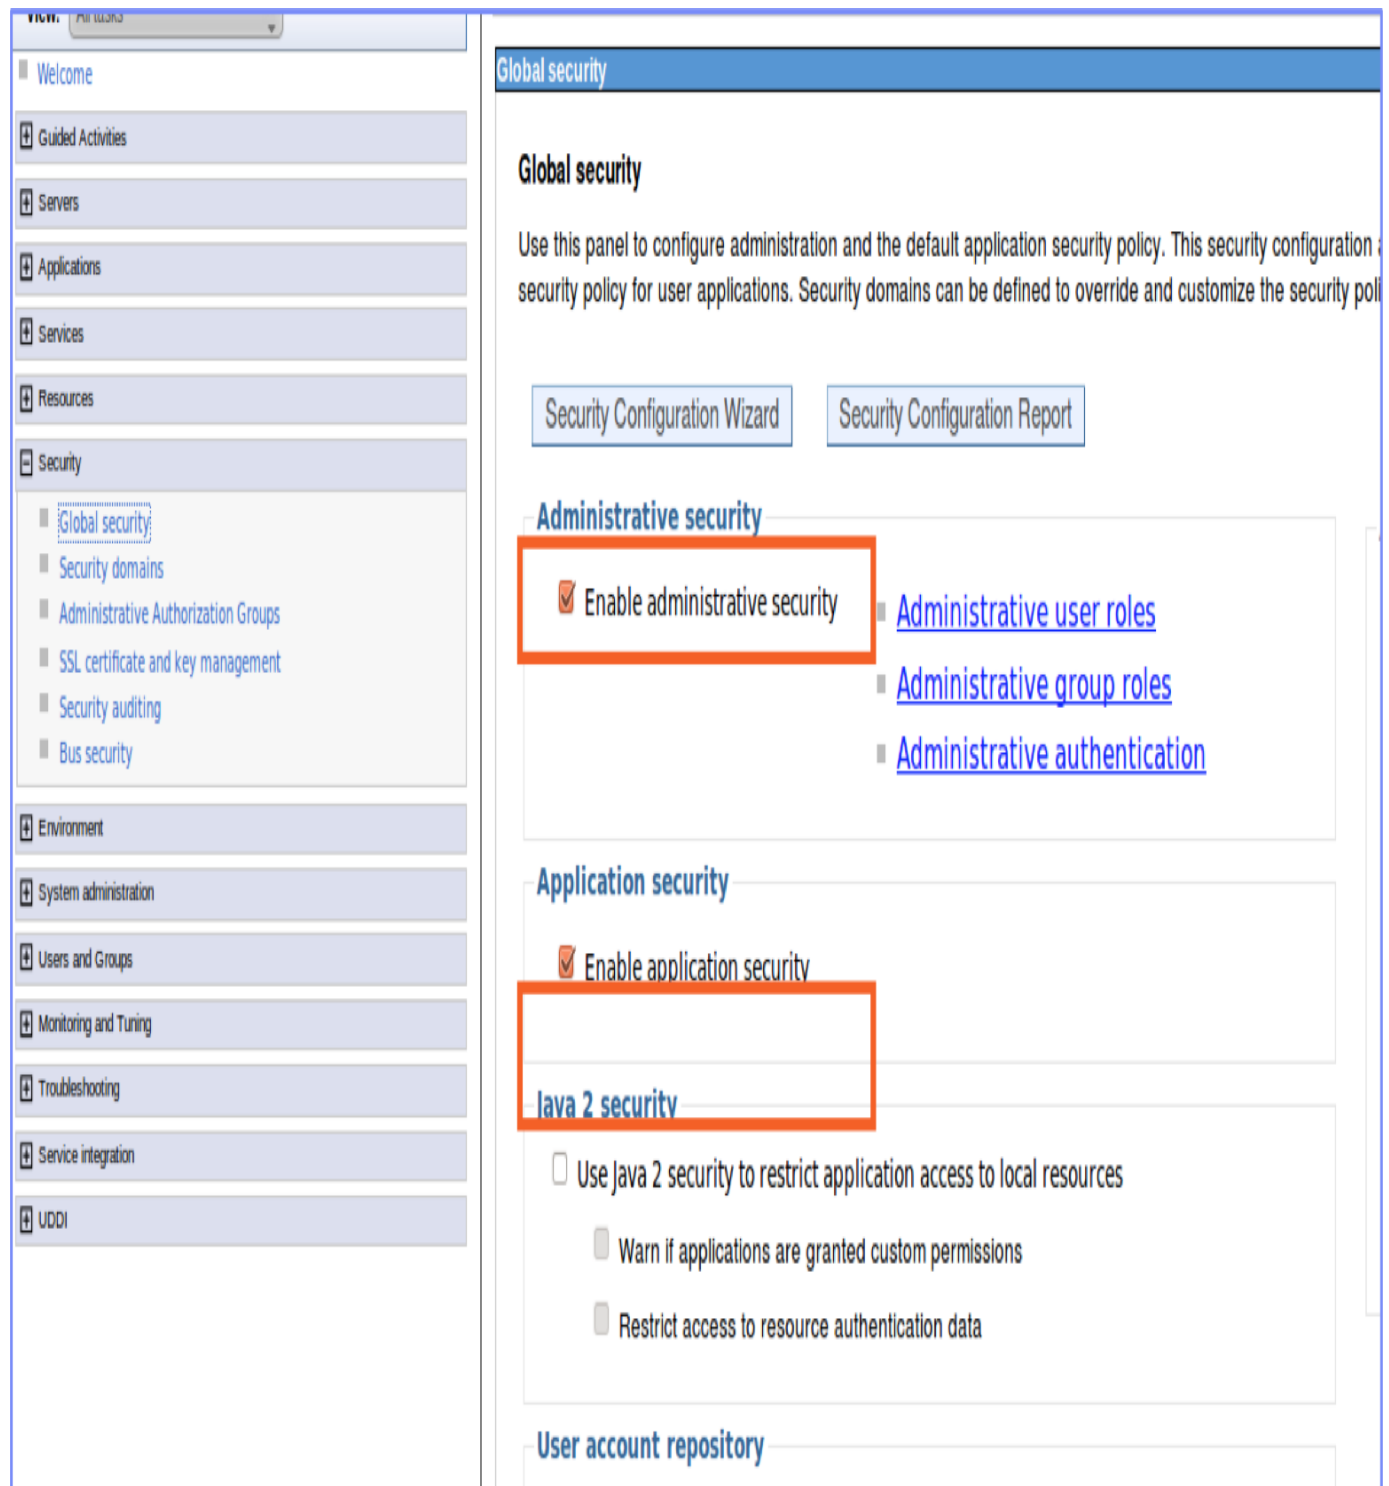 View: All tasks
Welcome
Guided Activities
Servers
Applications
Services
Resources
Security
Global security
Security domains
Administrative Authorization Groups
SSL certificate and key management
Security auditing
Bus security
Environment
System administration
Users and Groups
Monitoring and Tuning
Troubleshooting
Service integration
UDDI
Global security
Global security
Use this panel to configure administration and the default application security policy. This security configuration
security policy for user applications. Security domains can be defined to override and customize the security poli
Security Configuration Wizard
Security Configuration Report
Administrative security
Enable administrative security
Administrative user roles
Administrative group roles
Administrative authentication
Application security
Enable application security
Java 2 security
Use Java 2 security to restrict application access to local resources
Warn if applications are granted custom permissions
Restrict access to resource authentication data
User account repository